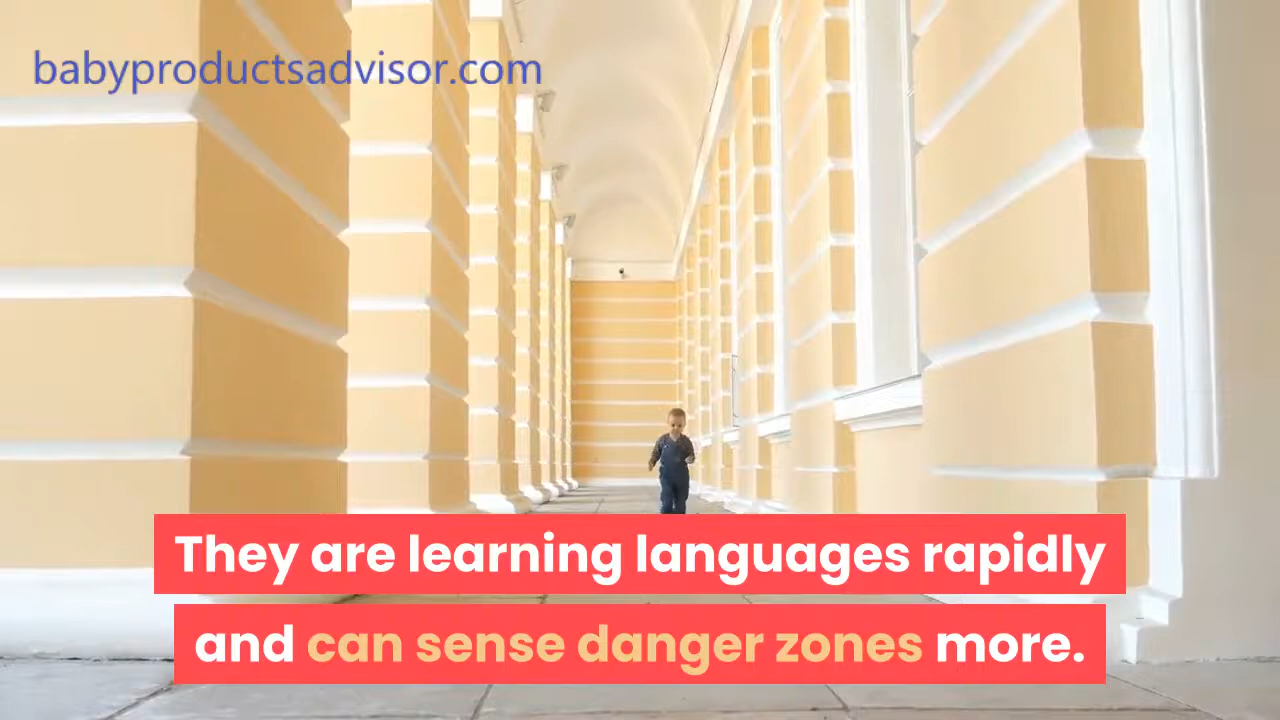 babyproductsadvisor.com
They are learning languages rapidly
and can sense danger zones more.